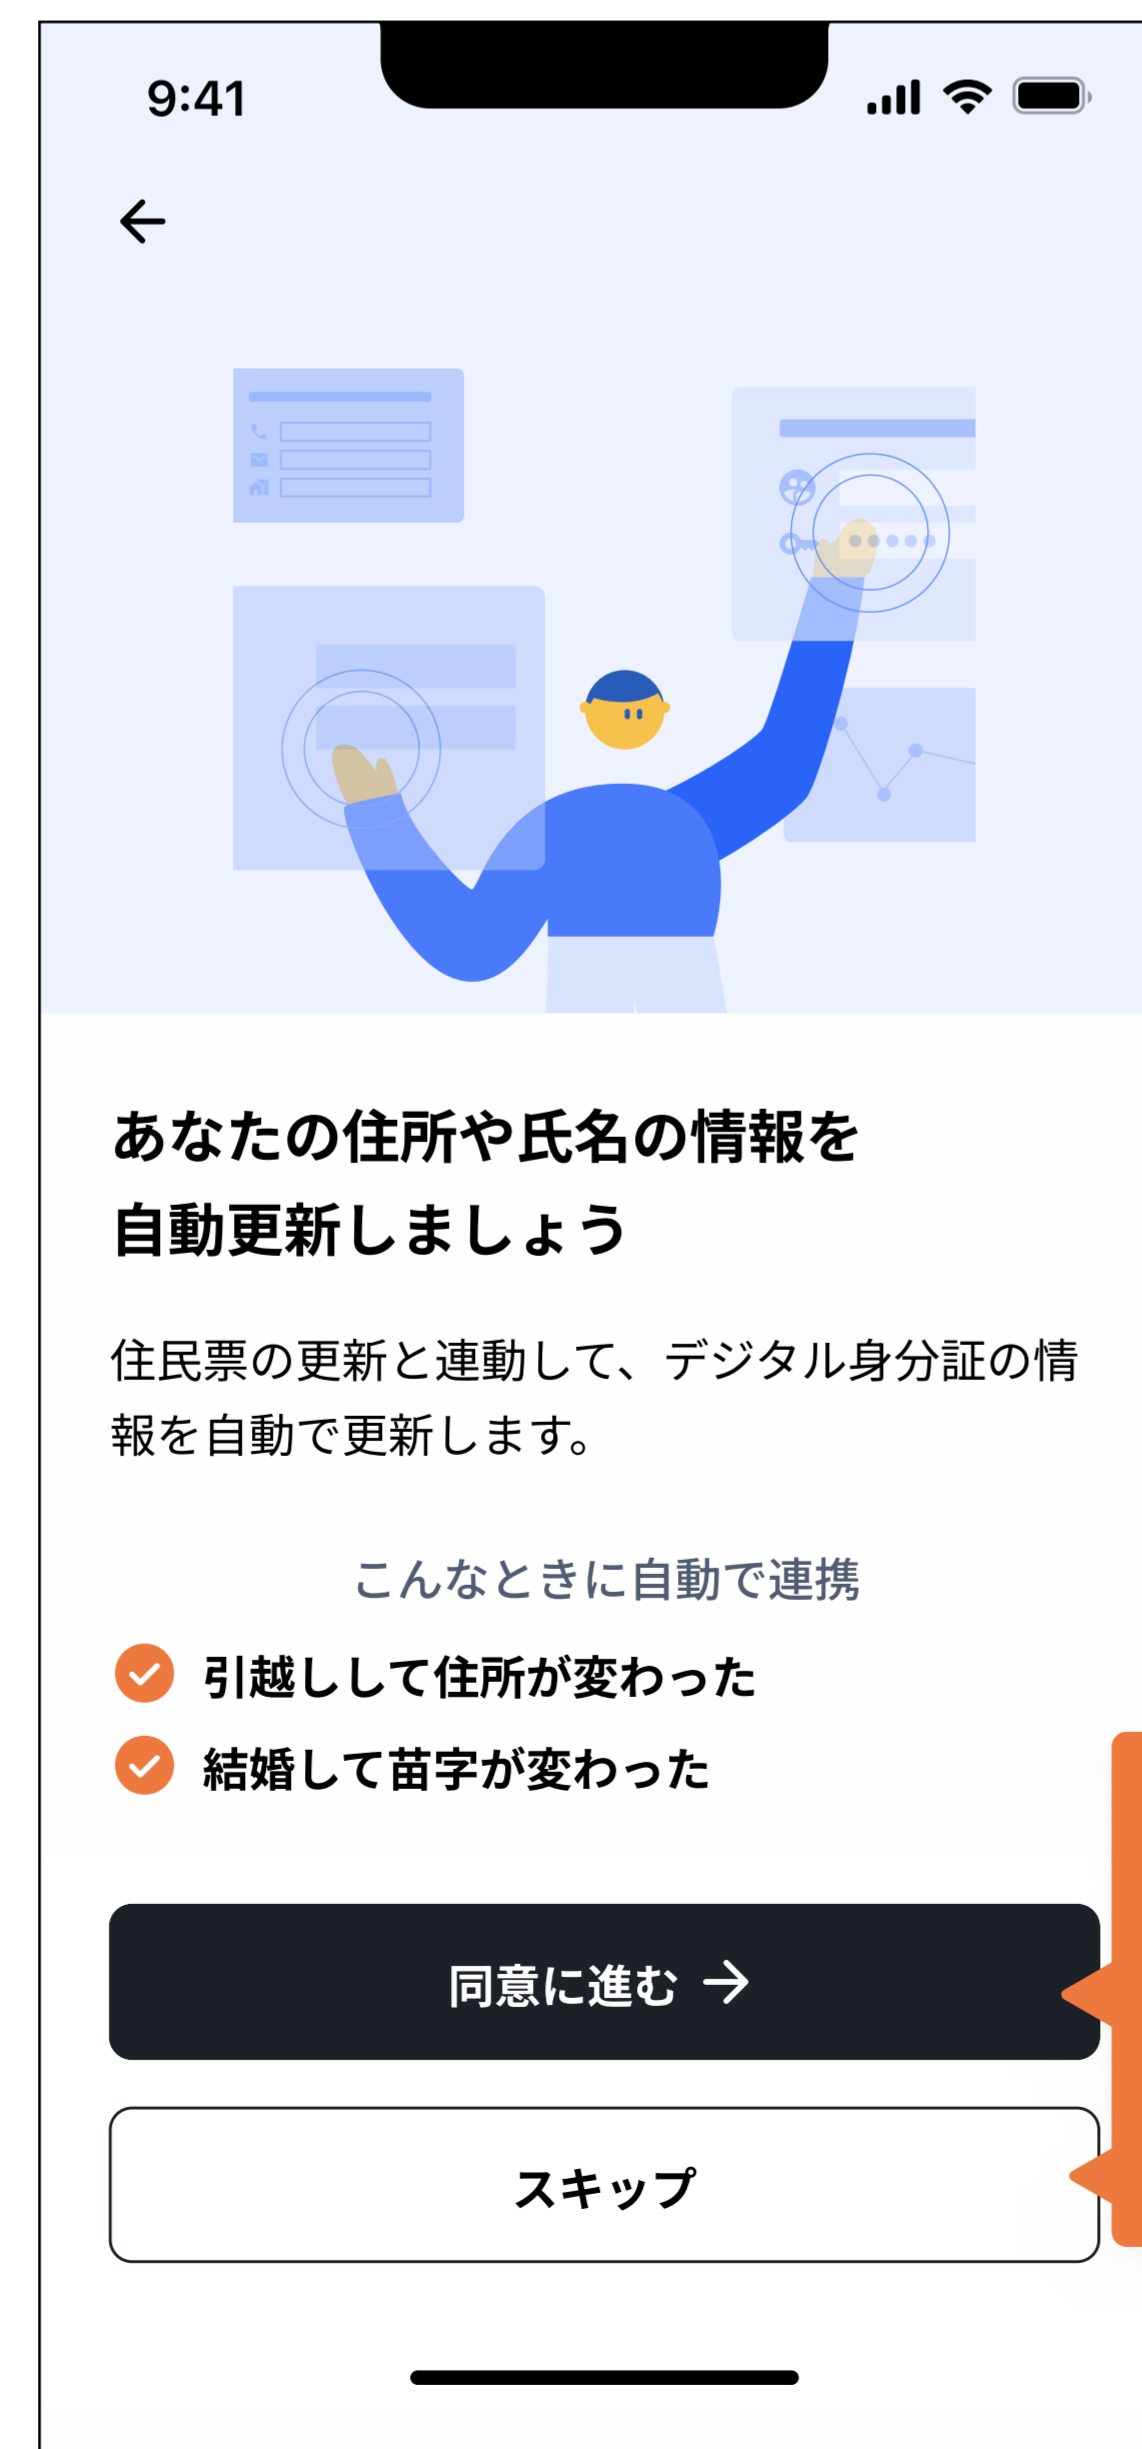 9:41
あなたの住所や氏名の情報を
自動更新しましょう
住民票の更新と連動して、デジタル身分証の情
報を自動で更新します。
こんなときに自動で連携
引越しして住所が変わった
結婚して苗字が変わった
同意に進む →
スキップ